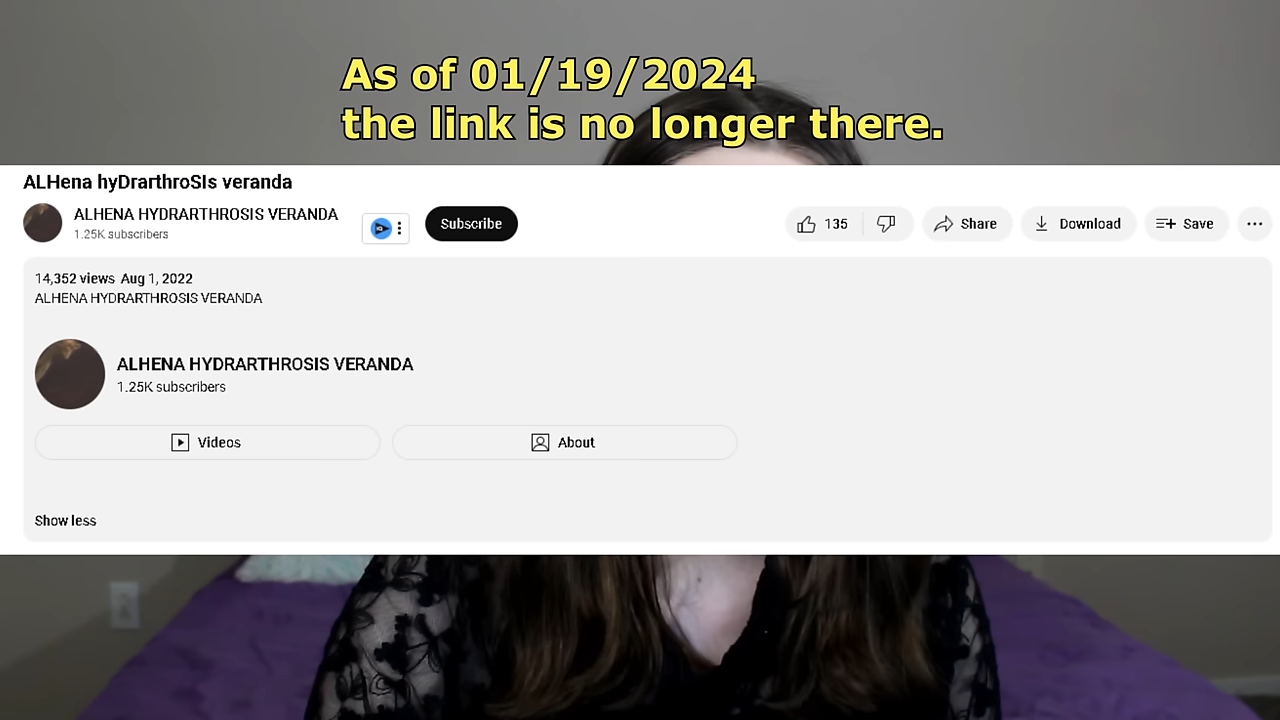 As of 01/19/2024
the link is no longer there.
ALHena hyDrarthroSIs veranda
ALHENA HYDRARTHROSIS VERANDA
1.25K subscribers
Subscribe
135
Share
Download
Save
14,352 views Aug 1, 2022
ALHENA HYDRARTHROSIS VERANDA
ALHENA HYDRARTHROSIS VERANDA
1.25K subscribers
Videos
About
Show less